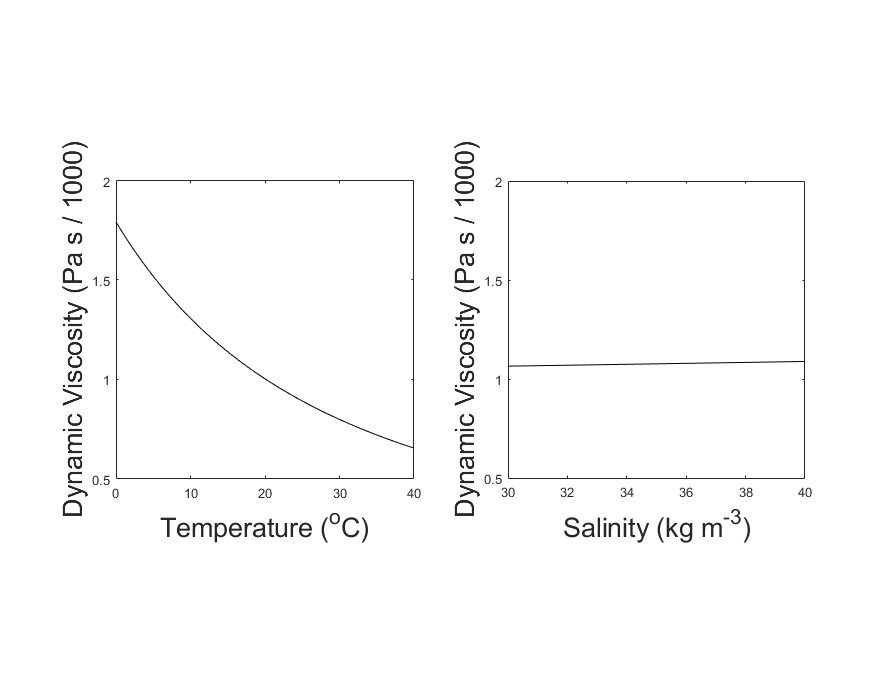 Dynamic Viscosity (Pa s / 1000)
2
1.5
1
0.5
0 10 20 30 40
Temperature (°C)
Dynamic Viscosity (Pa s / 1000)
2
1.5
1
0.5
30 32 34 36 38 40
Salinity (kg m⁻³)